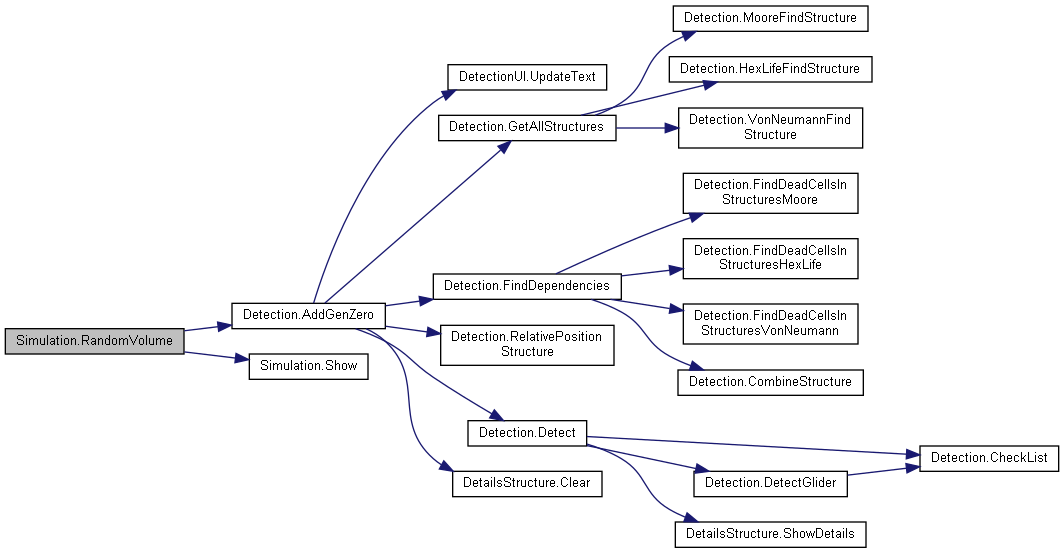 Detection.MooreFindStructure
DetectionUI.UpdateText
Detection.HexLifeFindStructure
Detection.GetAllStructures
Detection.VonNeumannFind
Structure
Detection.FindDeadCellsIn
StructuresMoore
Detection.FindDeadCellsIn
StructuresHexLife
Detection.FindDependencies
Detection.AddGenZero
Detection.FindDeadCellsIn
StructuresVonNeumann
Simulation.RandomVolume
Detection.RelativePosition
Structure
Simulation.Show
Detection.CombineStructure
Detection.Detect
Detection.CheckList
DetailsStructure.Clear
Detection.DetectGlider
DetailsStructure.ShowDetails